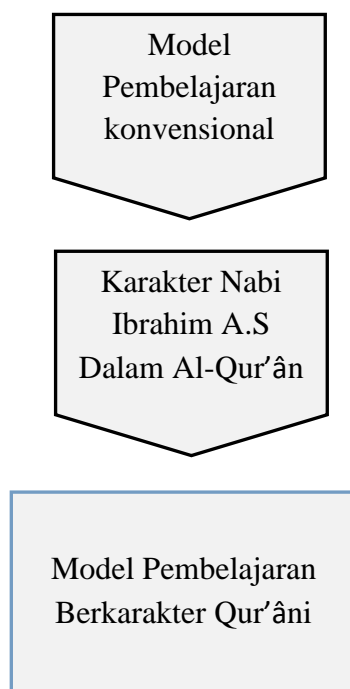 Model
Pembelajaran
konvensional
Karakter Nabi
Ibrahim A.S
Dalam Al-Qur’ân
Model Pembelajaran
Berkarakter Qur’âni